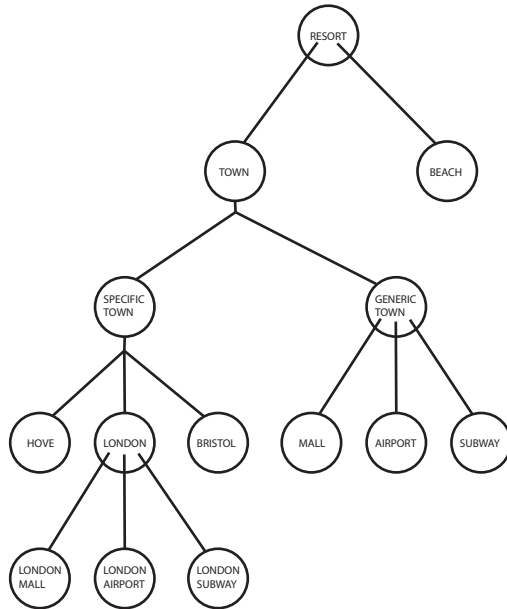 RESORT
TOWN
BEACH
SPECIFIC
TOWN
GENERIC
TOWN
HOVE
LONDON
BRISTOL
MALL
AIRPORT
SUBWAY
LONDON
MALL
LONDON
AIRPORT
LONDON
SUBWAY